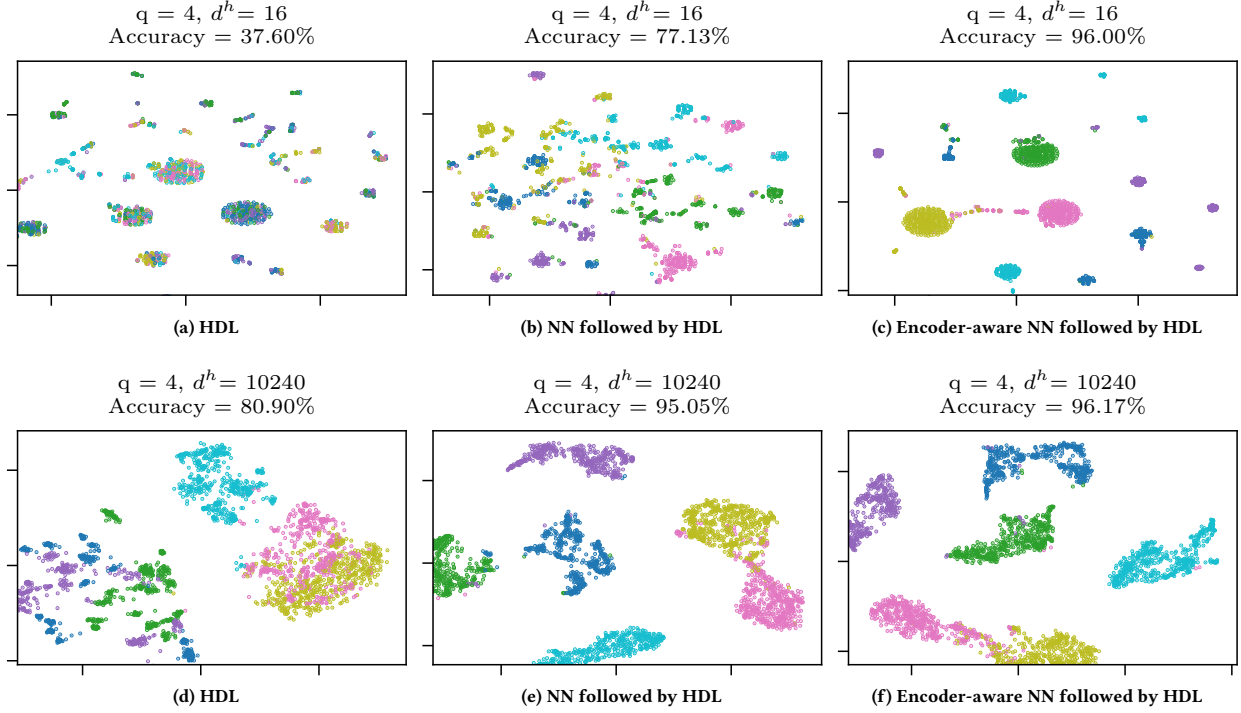 q = 4, d^h = 16
Accuracy = 37.60%
q = 4, d^h = 16
Accuracy = 77.13%
q = 4, d^h = 16
Accuracy = 96.00%
(a) HDL
(b) NN followed by HDL
(c) Encoder-aware NN followed by HDL
q = 4, d^h = 10240
Accuracy = 80.90%
q = 4, d^h = 10240
Accuracy = 95.05%
q = 4, d^h = 10240
Accuracy = 96.17%
(d) HDL
(e) NN followed by HDL
(f) Encoder-aware NN followed by HDL